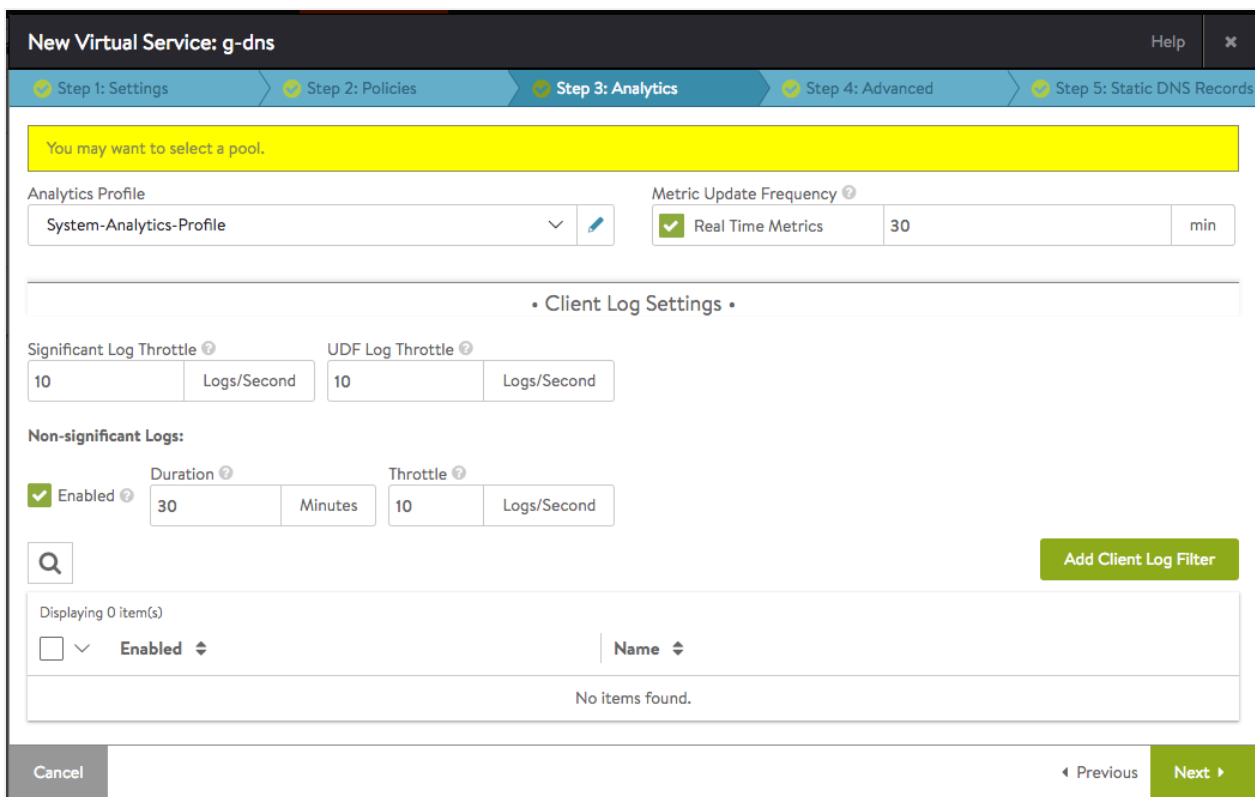 New Virtual Service: g-dns Help
Step 1: Settings Step 2: Policies Step 3: Analytics Step 4: Advanced Step 5: Static DNS Records
You may want to select a pool.
Analytics Profile Metric Update Frequency
System-Analytics-Profile Real Time Metrics 30 min
• Client Log Settings •
Significant Log Throttle UDF Log Throttle
10 Logs/Second 10 Logs/Second
Non-significant Logs:
Duration Throttle
Enabled 30 Minutes 10 Logs/Second
Add Client Log Filter
Displaying 0 item(s)
Enabled Name
No items found.
Cancel Previous Next